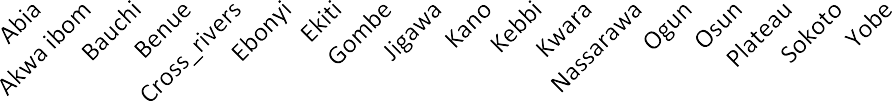 Abia
Akwa ibom
Bauchi
Benue
Cross_rivers
Ebonyi
Ekiti
Gombe
Jigawa
Kano
Kebbi
Kwara
Nassarawa
Ogun
Osun
Plateau
Sokoto
Yobe